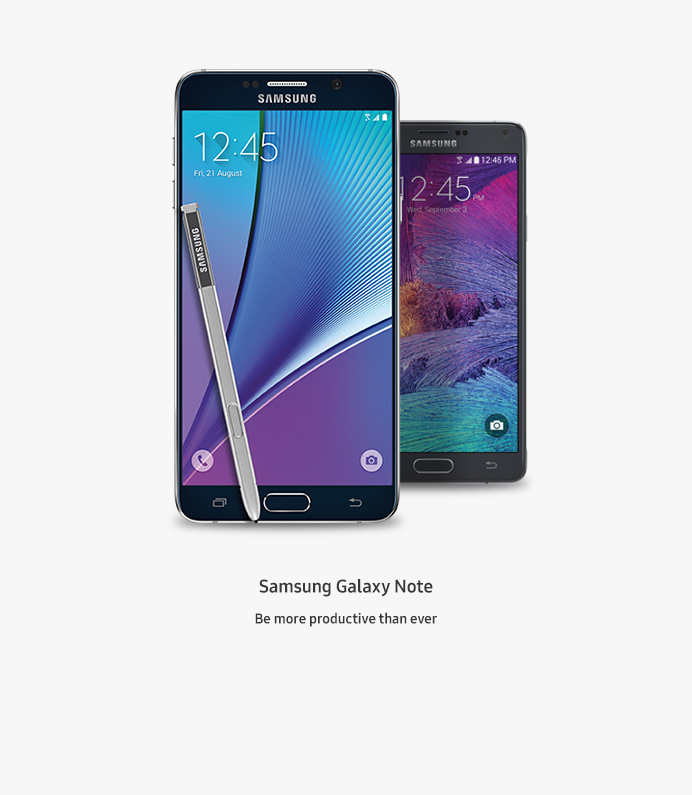 SAMSUNG
12:45
Fri, 21 August
SAMSUNG
SAMSUNG
12:45 PM
2:45 PM
Wed, September 3
Samsung Galaxy Note
Be more productive than ever